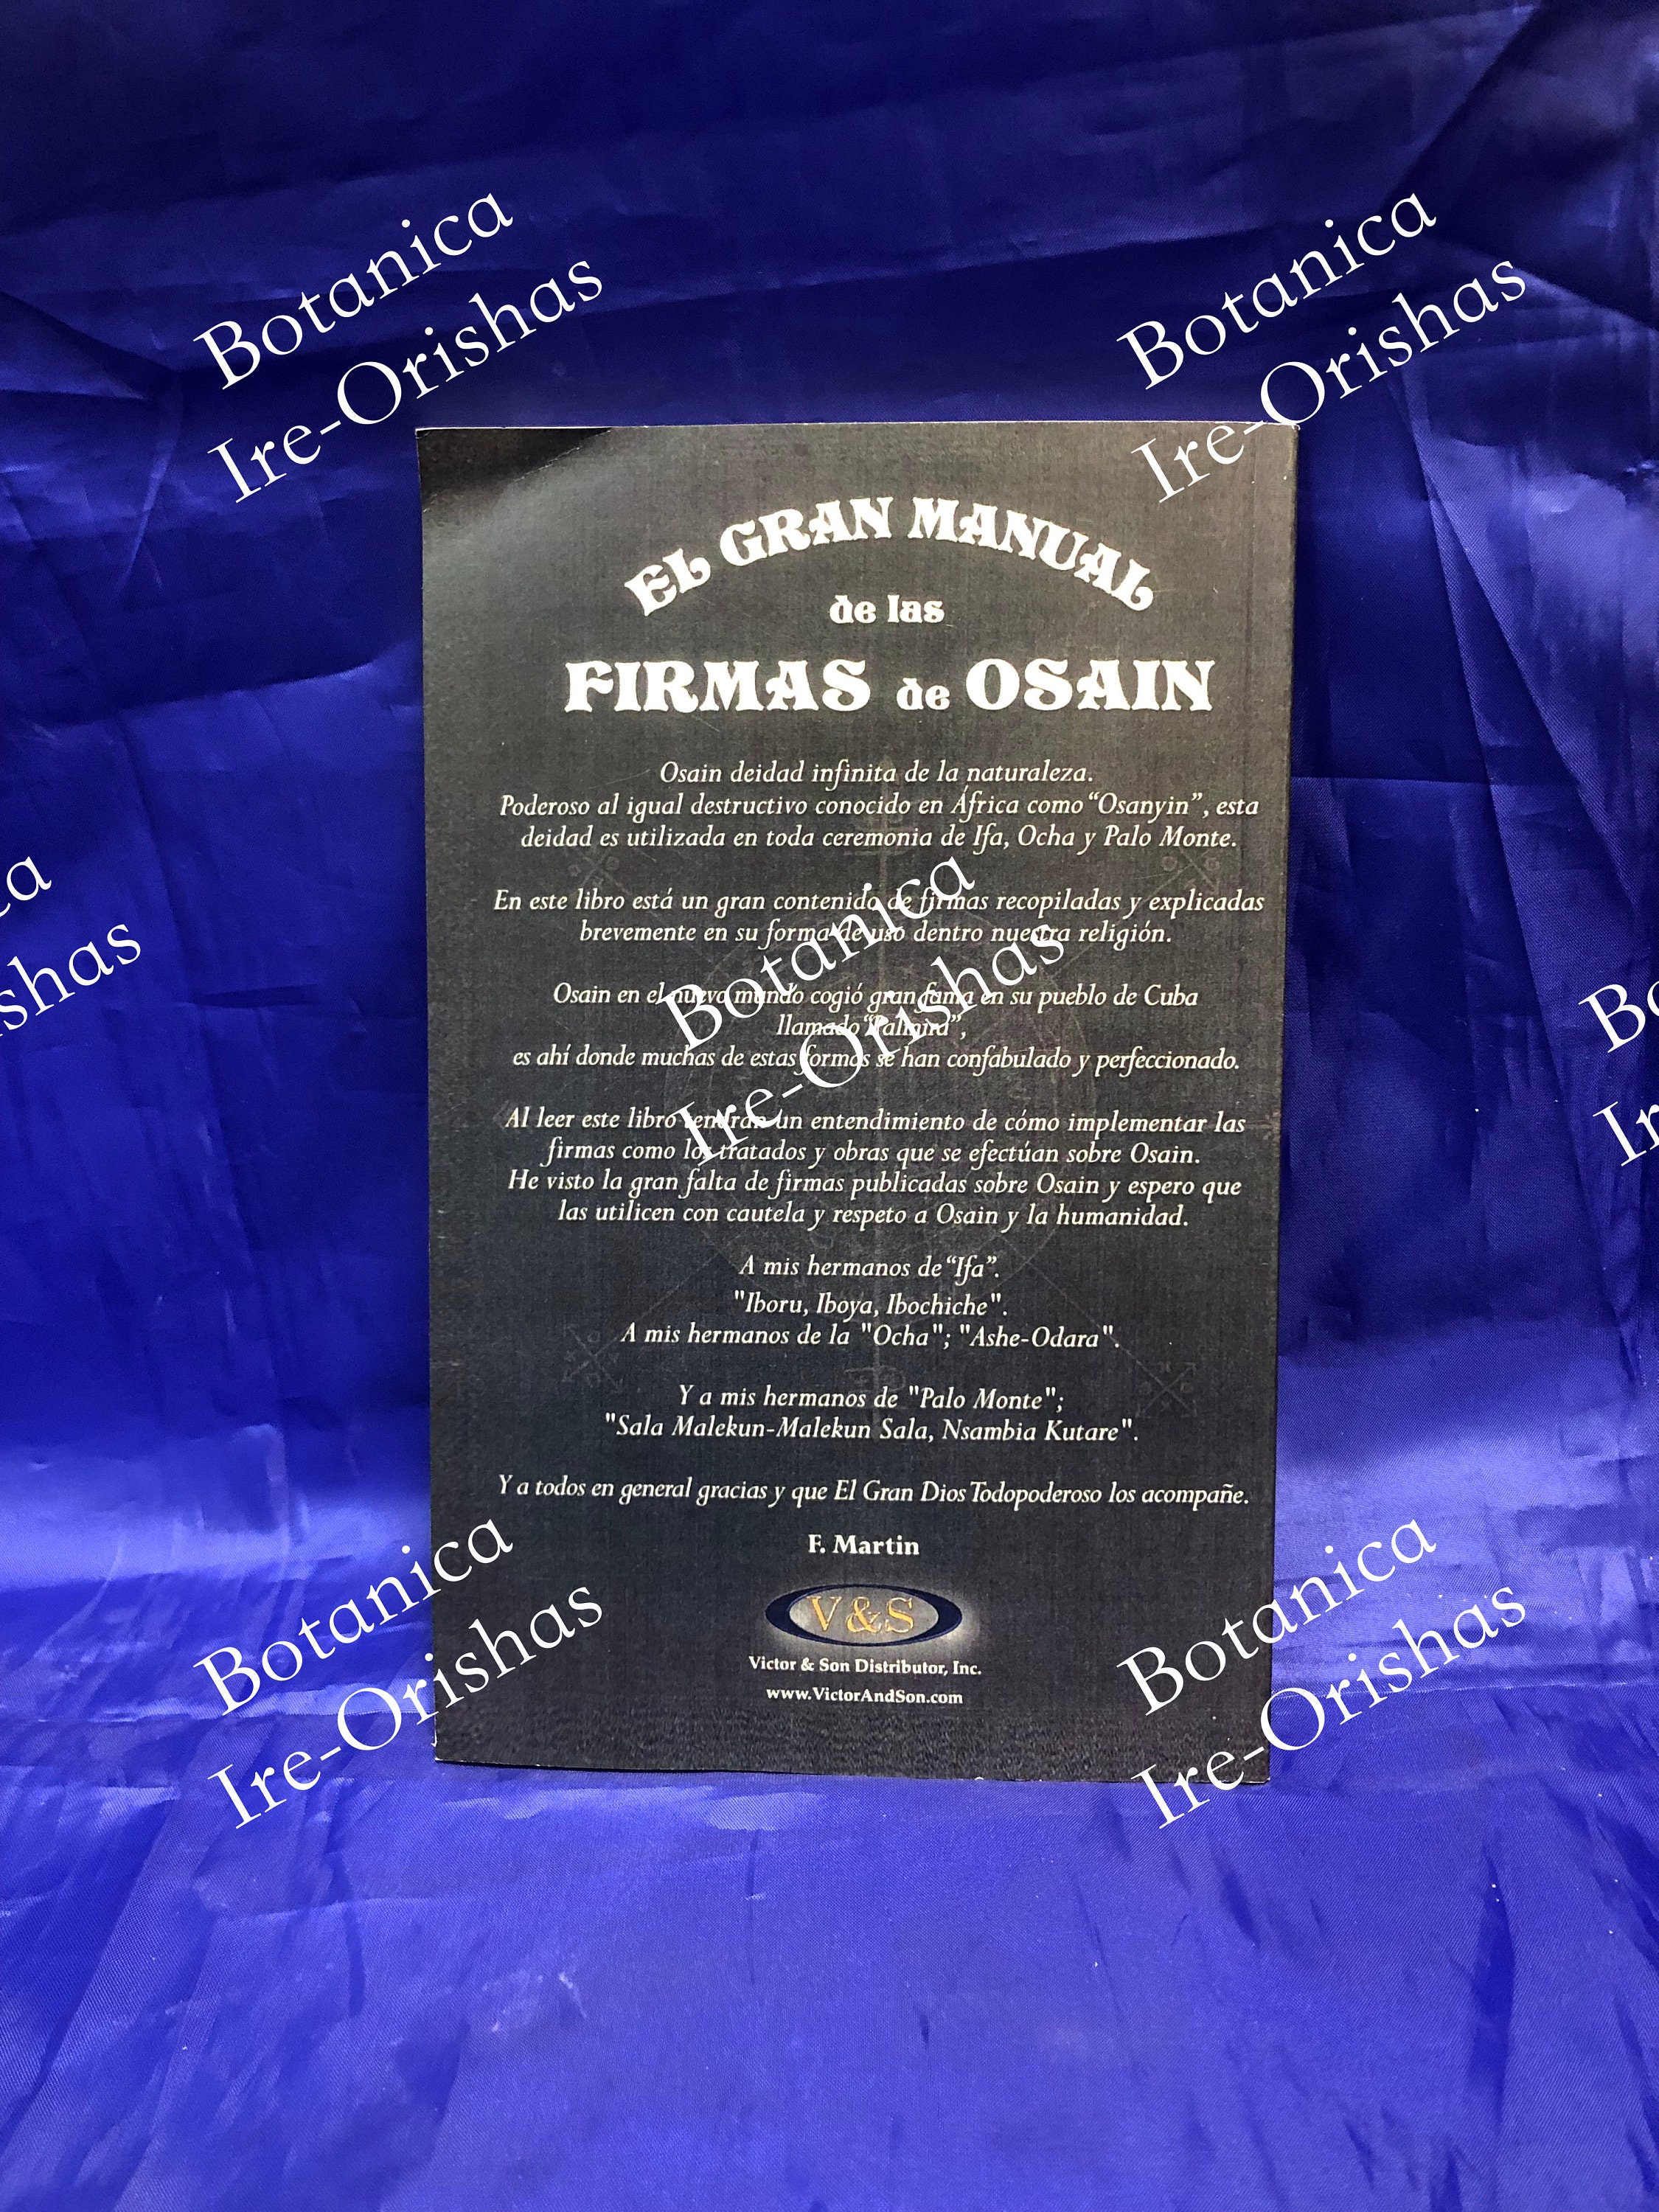 Botanica
Ire-Orishas
Botanica
Ire-Orishas
EL GRAN MANUAL
de las
FIRMAS de OSAIN
Osain deidad infinita de la naturaleza.
Poderoso al igual destructivo conocido en África como “Osanyin”, esta
deidad es utilizada en toda ceremonia de Ifa, Ocha y Palo Monte.
En este libro está un gran contenido de firmas recopiladas y explicadas
brevemente en su forma de uso dentro nuestra religión.
Osain en el nuevo mundo cogió gran fama en su pueblo de Cuba
llamado “Palmira”,
es ahí donde muchas de estas formas se han confabulado y perfeccionado.
Al leer este libro tendrán un entendimiento de cómo implementar las
firmas como los tratados y obras que se efectúan sobre Osain.
He visto la gran falta de firmas publicadas sobre Osain y espero que
las utilicen con cautela y respeto a Osain y la humanidad.
A mis hermanos de “Ifa”.
"Iboru, Iboya, Ibochiche".
A mis hermanos de la "Ocha"; "Ashe-Odara".
Y a mis hermanos de "Palo Monte";
"Sala Malekun-Malekun Sala, Nsambia Kutare".
Y a todos en general gracias y que El Gran Dios Todopoderoso los acompañe.
F. Martin
V&S
Victor & Son Distributor, Inc.
www.VictorAndSon.com
Botanica
Ire-Orishas
a
shas
Bo
Ir
Botanica
Ire-Orishas
Botanica
Ire-Orishas